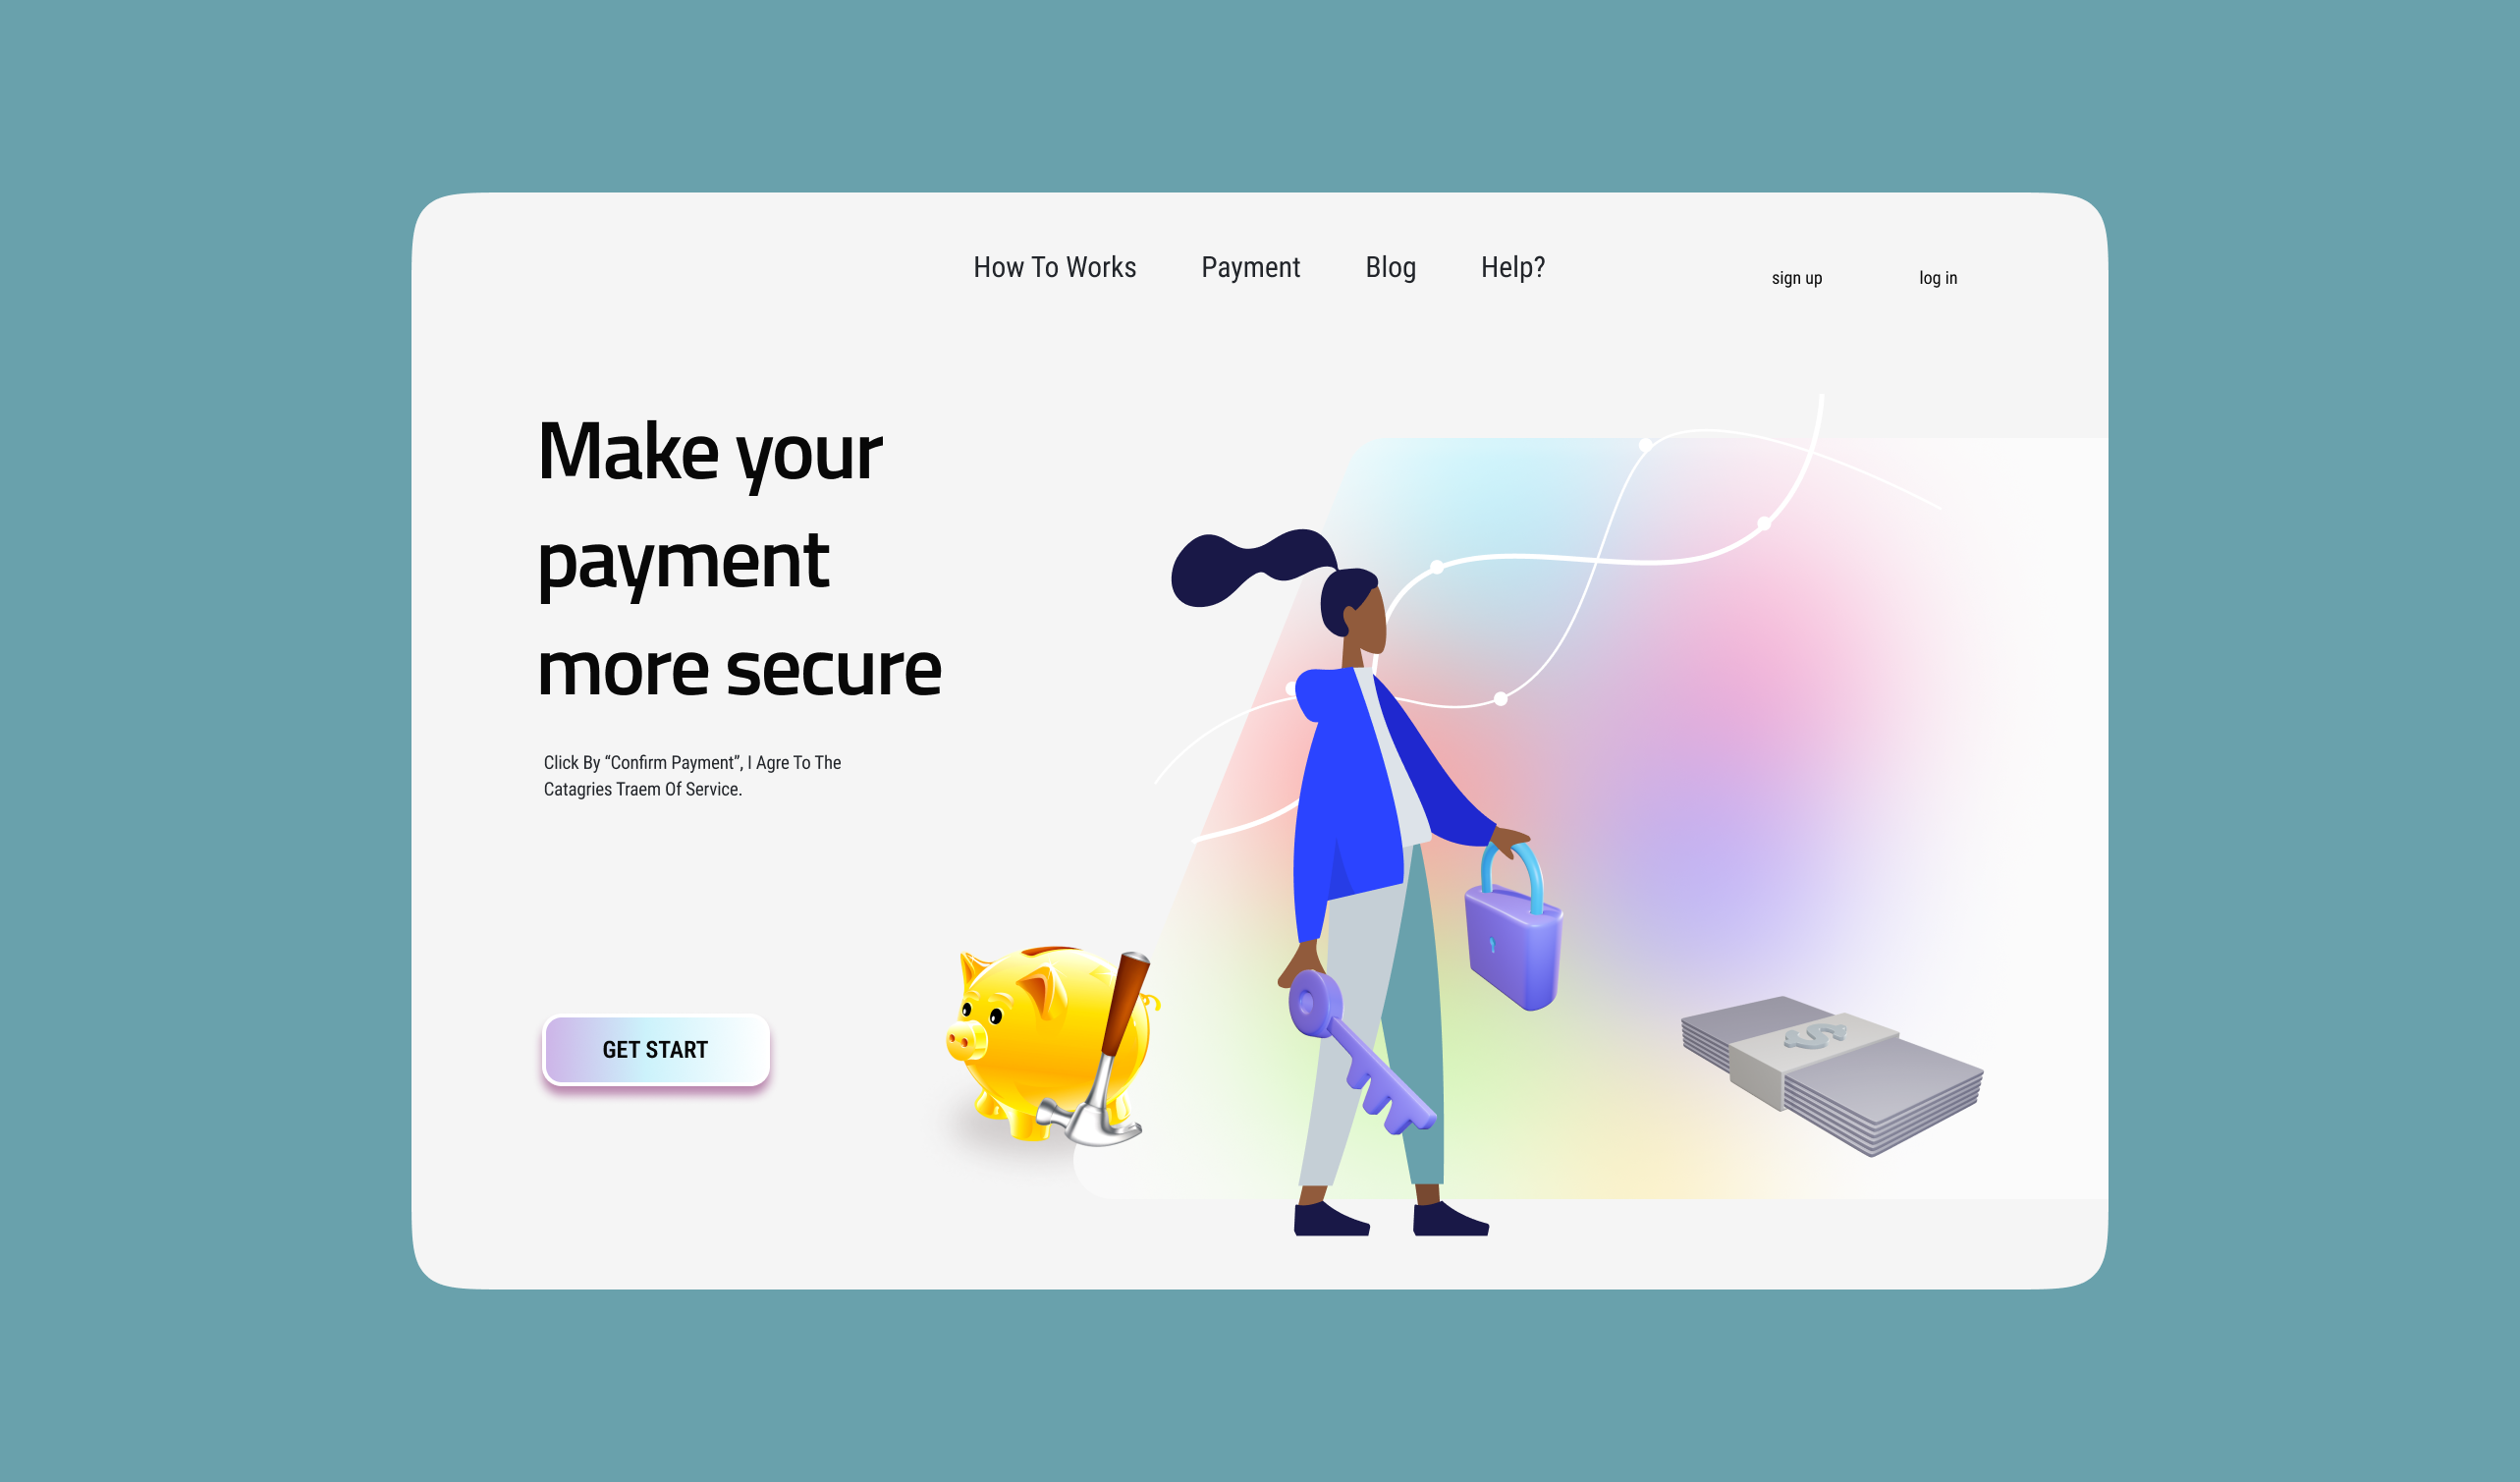 How To Works Payment Blog Help?
sign up log in
Make your
payment
more secure
Click By “Confirm Payment”, I Agre To The
Catagries Traem Of Service.
GET START
$